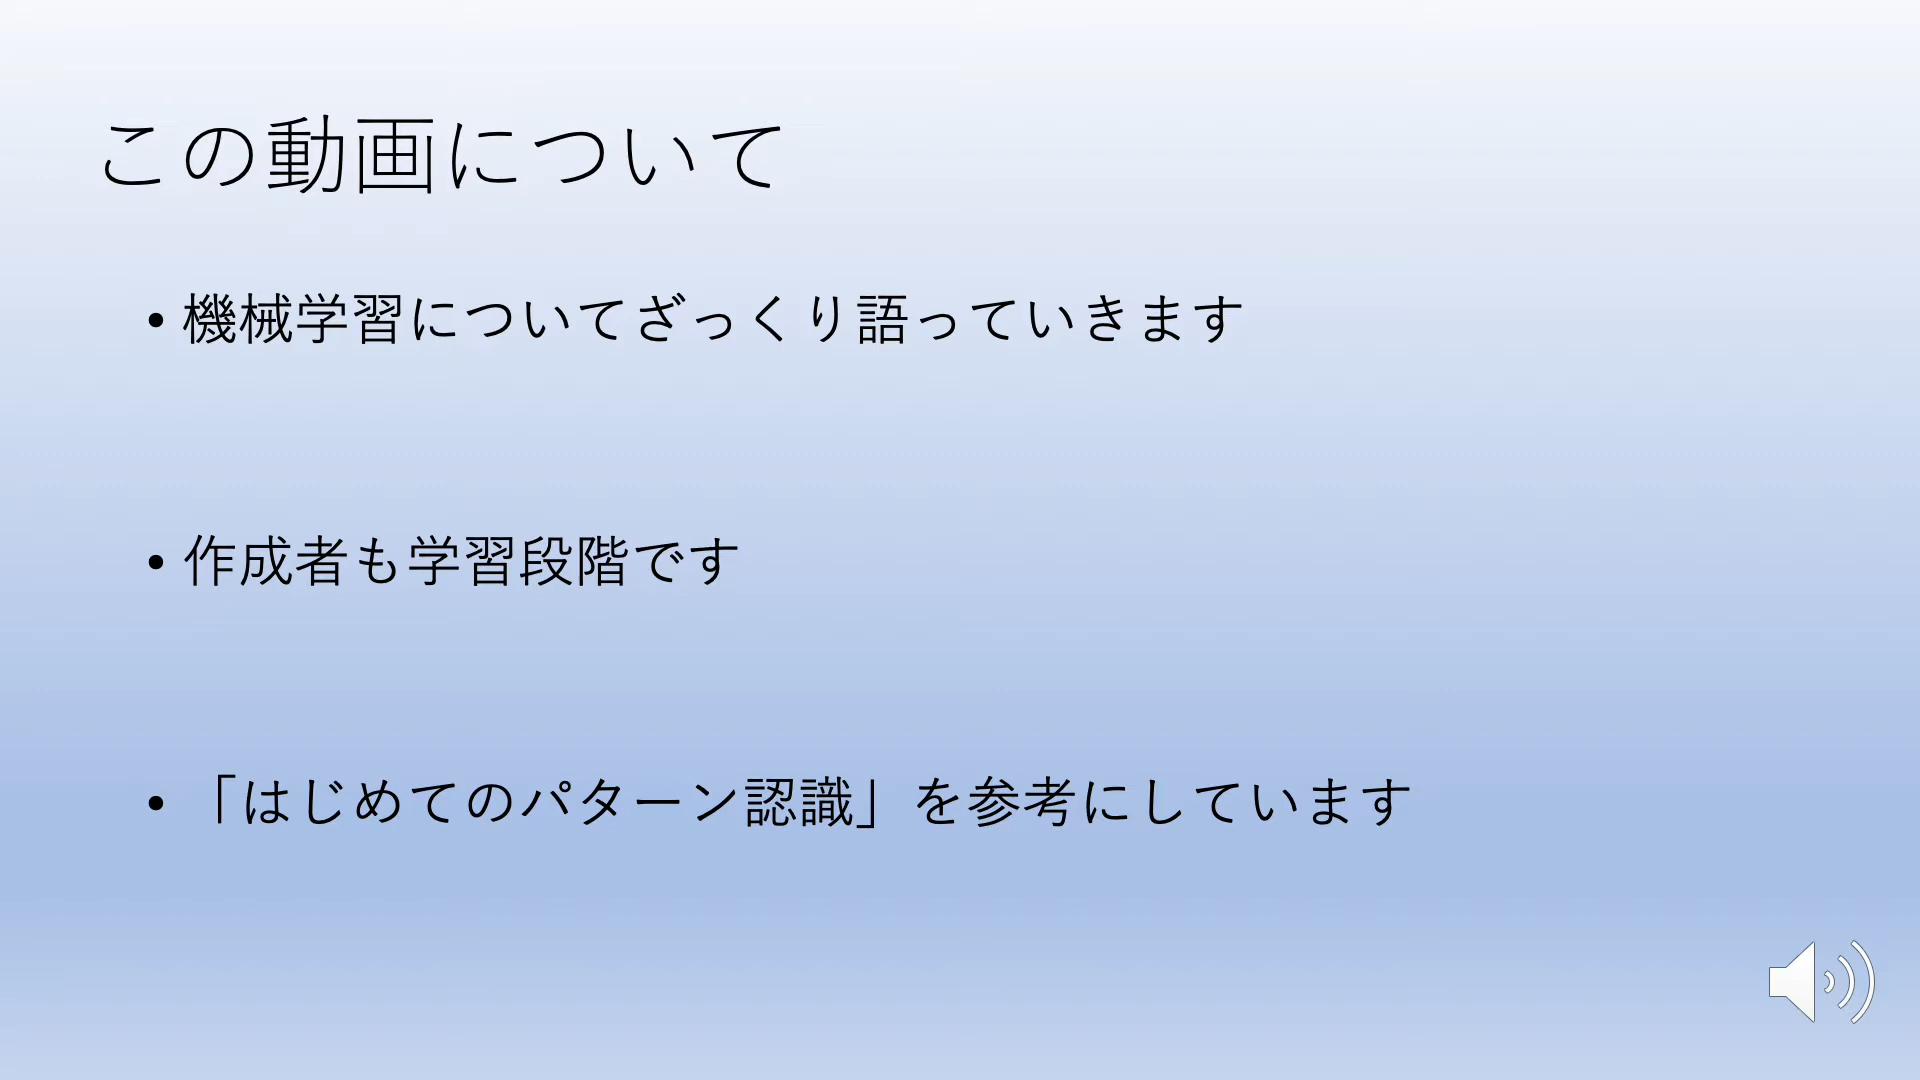 この動画について
• 機械学習についてざっくり語っていきます
• 作成者も学習段階です
• 「はじめてのパターン認識」を参考にしています